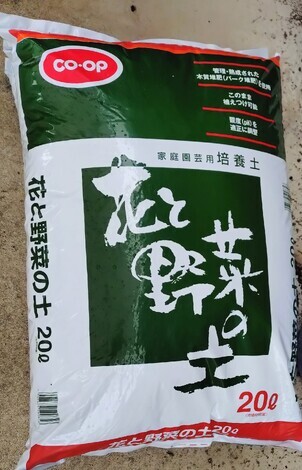 CO-OP
管理・熟成された
木質堆肥(バーク堆肥)を使用
このまま
植えつけ可能
酸度(pH)を
適正に調整
家庭園芸用 培養土
花と
野菜の
土
20ℓ
花と野菜の土 20ℓ
花と野菜の土20ℓ